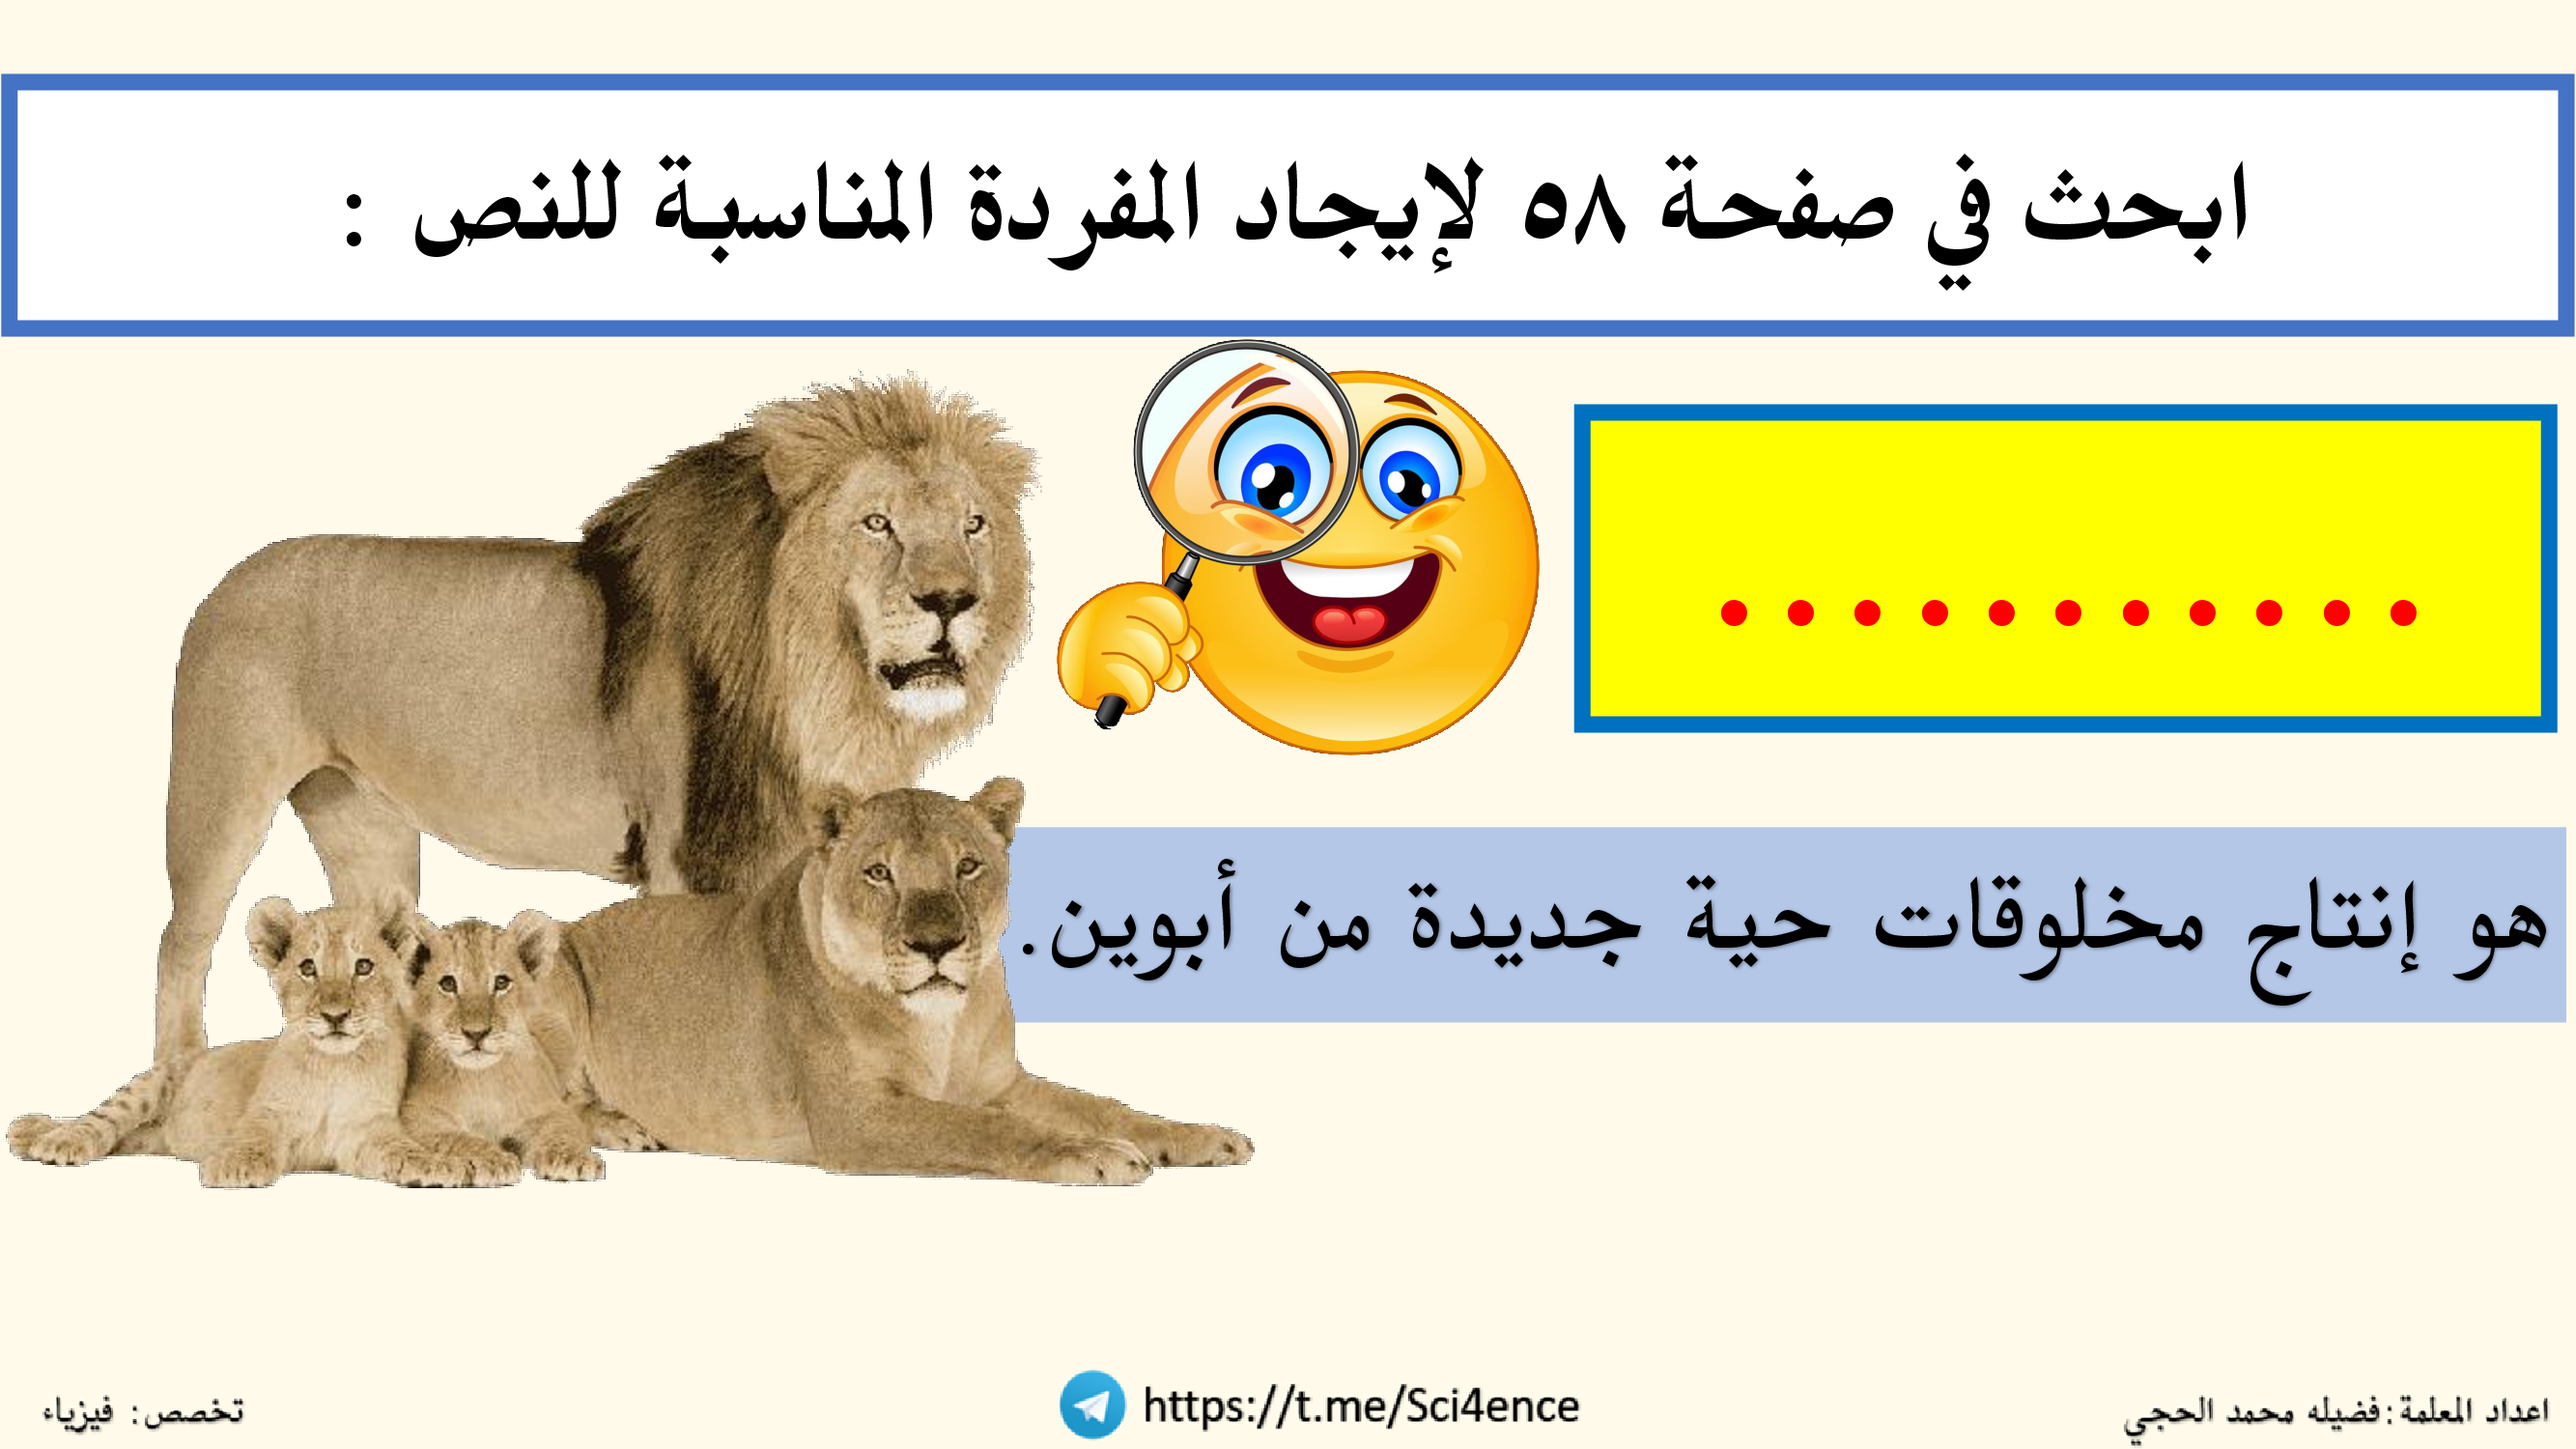 ابحث في صفحة ٥٨ لإيجاد المفردة المناسبة للنص :
...........
هو إنتاج مخلوقات حية جديدة من أبوين.
اعداد المعلمة:فضيله محمد الحجي
https://t.me/Sci4ence
تخصص: فيزياء